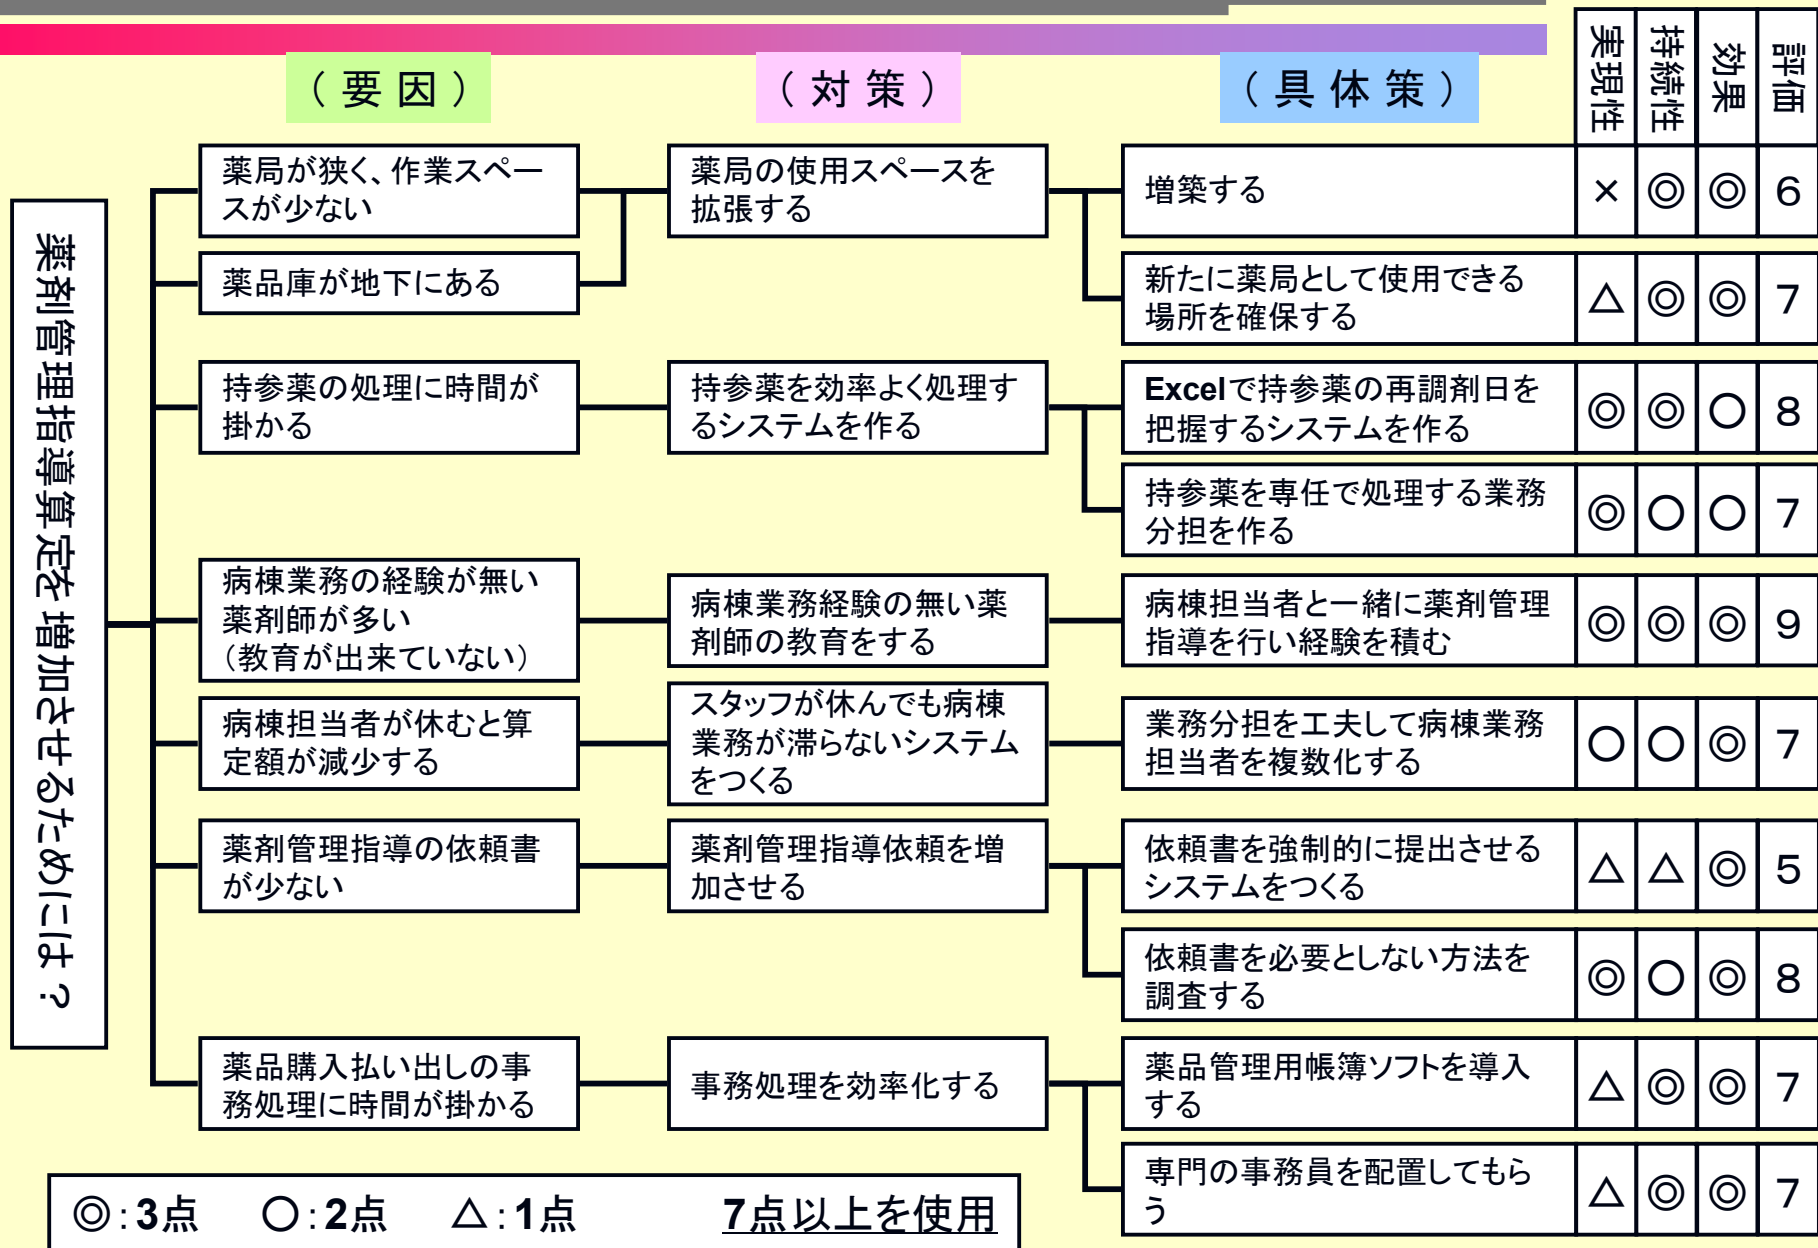 （要因）
（対策）
（具体策）
実現性
持続性
効果
評価
薬剤管理指導算定を増加させるためには？
薬局が狭く、作業スペー
スが少ない
薬局の使用スペースを
拡張する
増築する
× ◎ ◎ 6
薬品庫が地下にある
新たに薬局として使用できる
場所を確保する
△ ◎ ◎ 7
持参薬の処理に時間が
掛かる
持参薬を効率よく処理す
るシステムを作る
Excelで持参薬の再調剤日を
把握するシステムを作る
◎ ◎ ○ 8
持参薬を専任で処理する業務
分担を作る
◎ ○ ○ 7
病棟業務の経験が無い
薬剤師が多い
（教育が出来ていない）
病棟業務経験の無い薬
剤師の教育をする
病棟担当者と一緒に薬剤管理
指導を行い経験を積む
◎ ◎ ◎ 9
病棟担当者が休むと算
定額が減少する
スタッフが休んでも病棟
業務が滞らないシステム
をつくる
業務分担を工夫して病棟業務
担当者を複数化する
○ ○ ◎ 7
薬剤管理指導の依頼書
が少ない
薬剤管理指導依頼を増
加させる
依頼書を強制的に提出させる
システムをつくる
△ △ ◎ 5
依頼書を必要としない方法を
調査する
◎ ○ ◎ 8
薬品購入払い出しの事
務処理に時間が掛かる
事務処理を効率化する
薬品管理用帳簿ソフトを導入
する
△ ◎ ◎ 7
専門の事務員を配置してもら
う
△ ◎ ◎ 7
◎：3点 ○：2点 △：1点 7点以上を使用